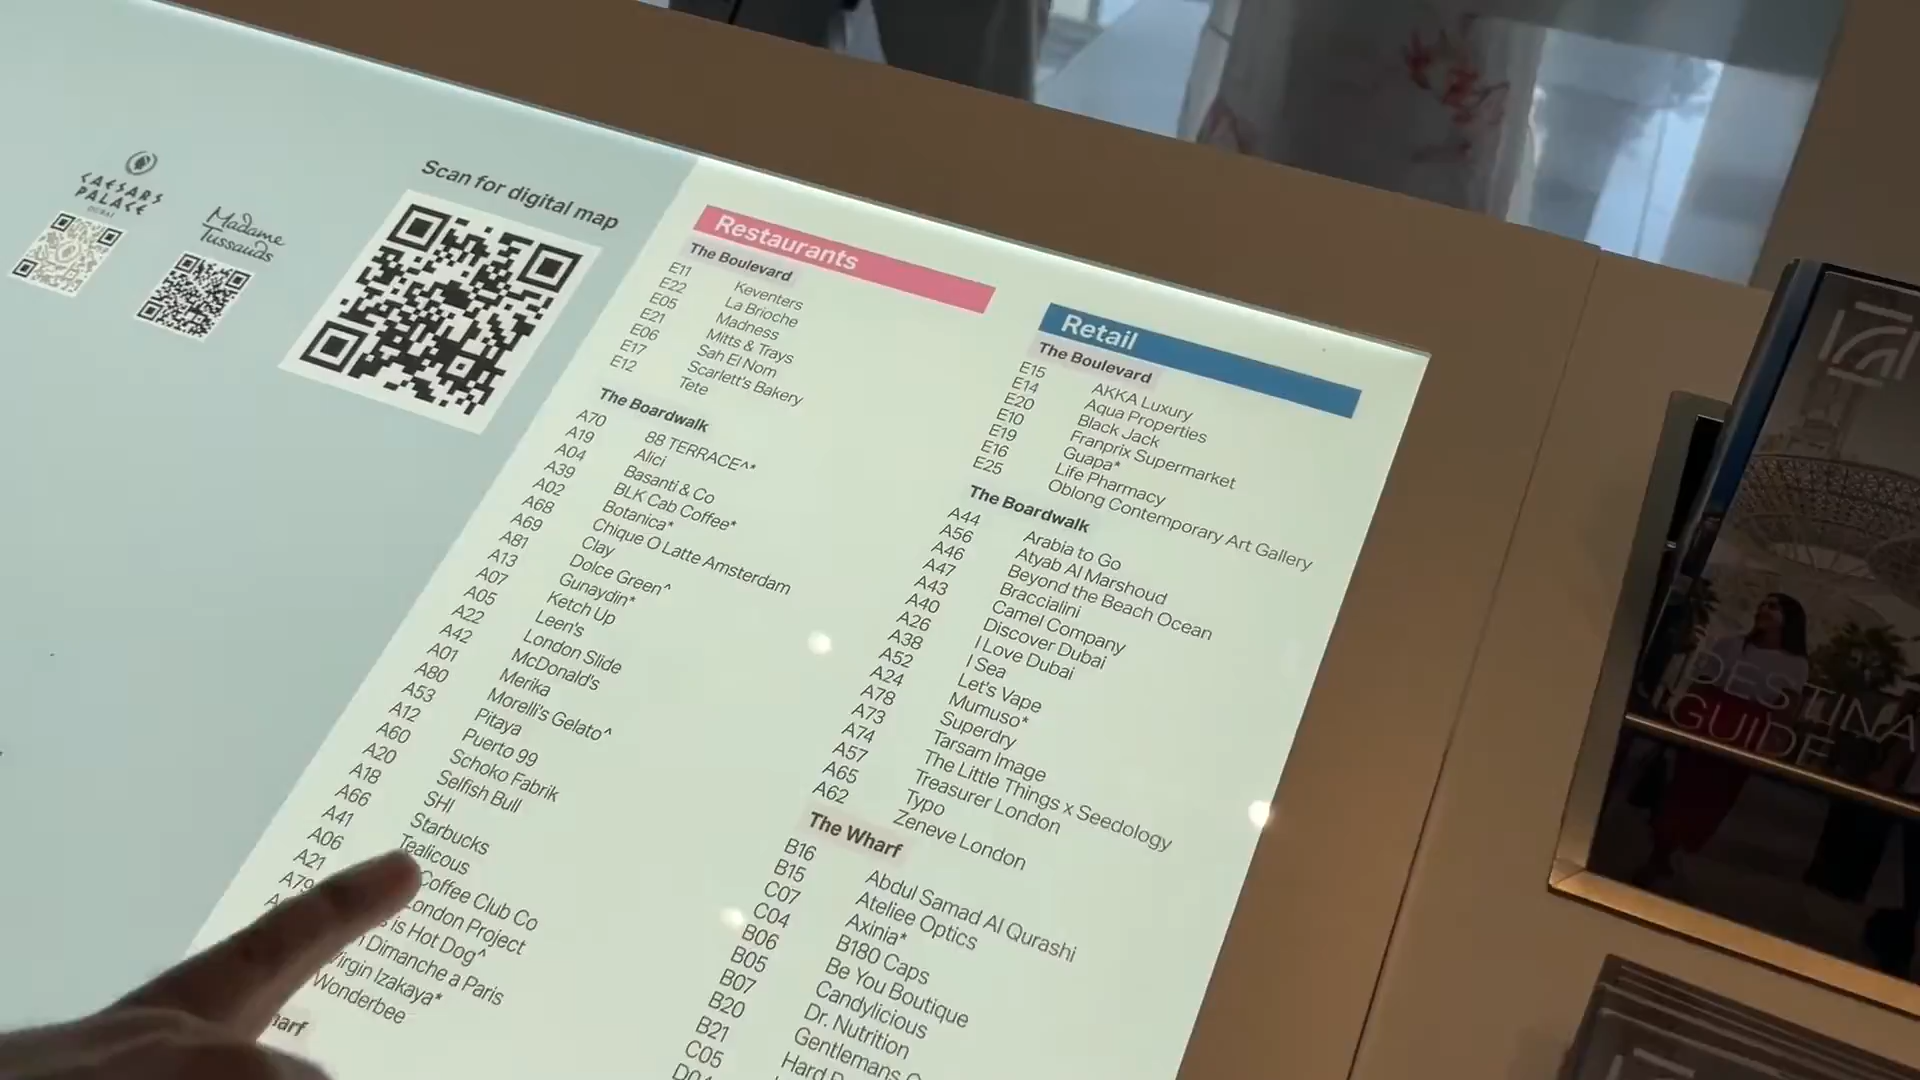 CAESARS
PALACE
DUBAI
Madame
Tussauds
Scan for digital map
Restaurants
The Boulevard
E11 Keventers
E22 La Brioche
E05 Madness
E21 Mitts & Trays
E06 Sah El Nom
E17 Scarlett's Bakery
E12 Tete
The Boardwalk
A70 8B TERRACE^*
A19 Alici
A04 Basanti & Co
A39 BLK Cab Coffee*
A02 Botanica*
A68 Chique O Latte Amsterdam
A69 Clay
A81 Dolce Green^
A13 Gunaydin*
A07 Ketch Up
A05 Leen's
A22 London Slide
A42 McDonald's
A01 Merika
A80 Morelli's Gelato^
A53 Pitaya
A12 Puerto 99
A60 Schoko Fabrik
A20 Selfish Bull
A18 SHI
A66 Starbucks
A41 Tealicous
A06 Coffee Club Co
A21 London Project
A79 is Hot Dog^
Dimanche a Paris
Virgin Izakaya*
Wonderbee
Retail
The Boulevard
E15 AKKA Luxury
E14 Aqua Properties
E20 Black Jack
E10 Franprix Supermarket
E19 Guapa*
E16 Life Pharmacy
E25 Oblong Contemporary Art Gallery
The Boardwalk
A44 Arabia to Go
A56 Atyab Al Marshoud
A46 Beyond the Beach Ocean
A47 Braccialini
A43 Camel Company
A40 Discover Dubai
A26 I Love Dubai
A38 I Sea
A52 Let's Vape
A24 Mumuso*
A78 Superdry
A73 Tarsam Image
A74 The Little Things x Seedology
A57 Treasurer London
A65 Typo
A62 Zeneve London
The Wharf
B16 Abdul Samad Al Qurashi
B15 Ateliee Optics
C07 Axinia*
C04 B180 Caps
B06 Be You Boutique
B05 Candylicious
B07 Dr. Nutrition
B20 Gentlemans
B21 Hard
C05
D04
GUIDE